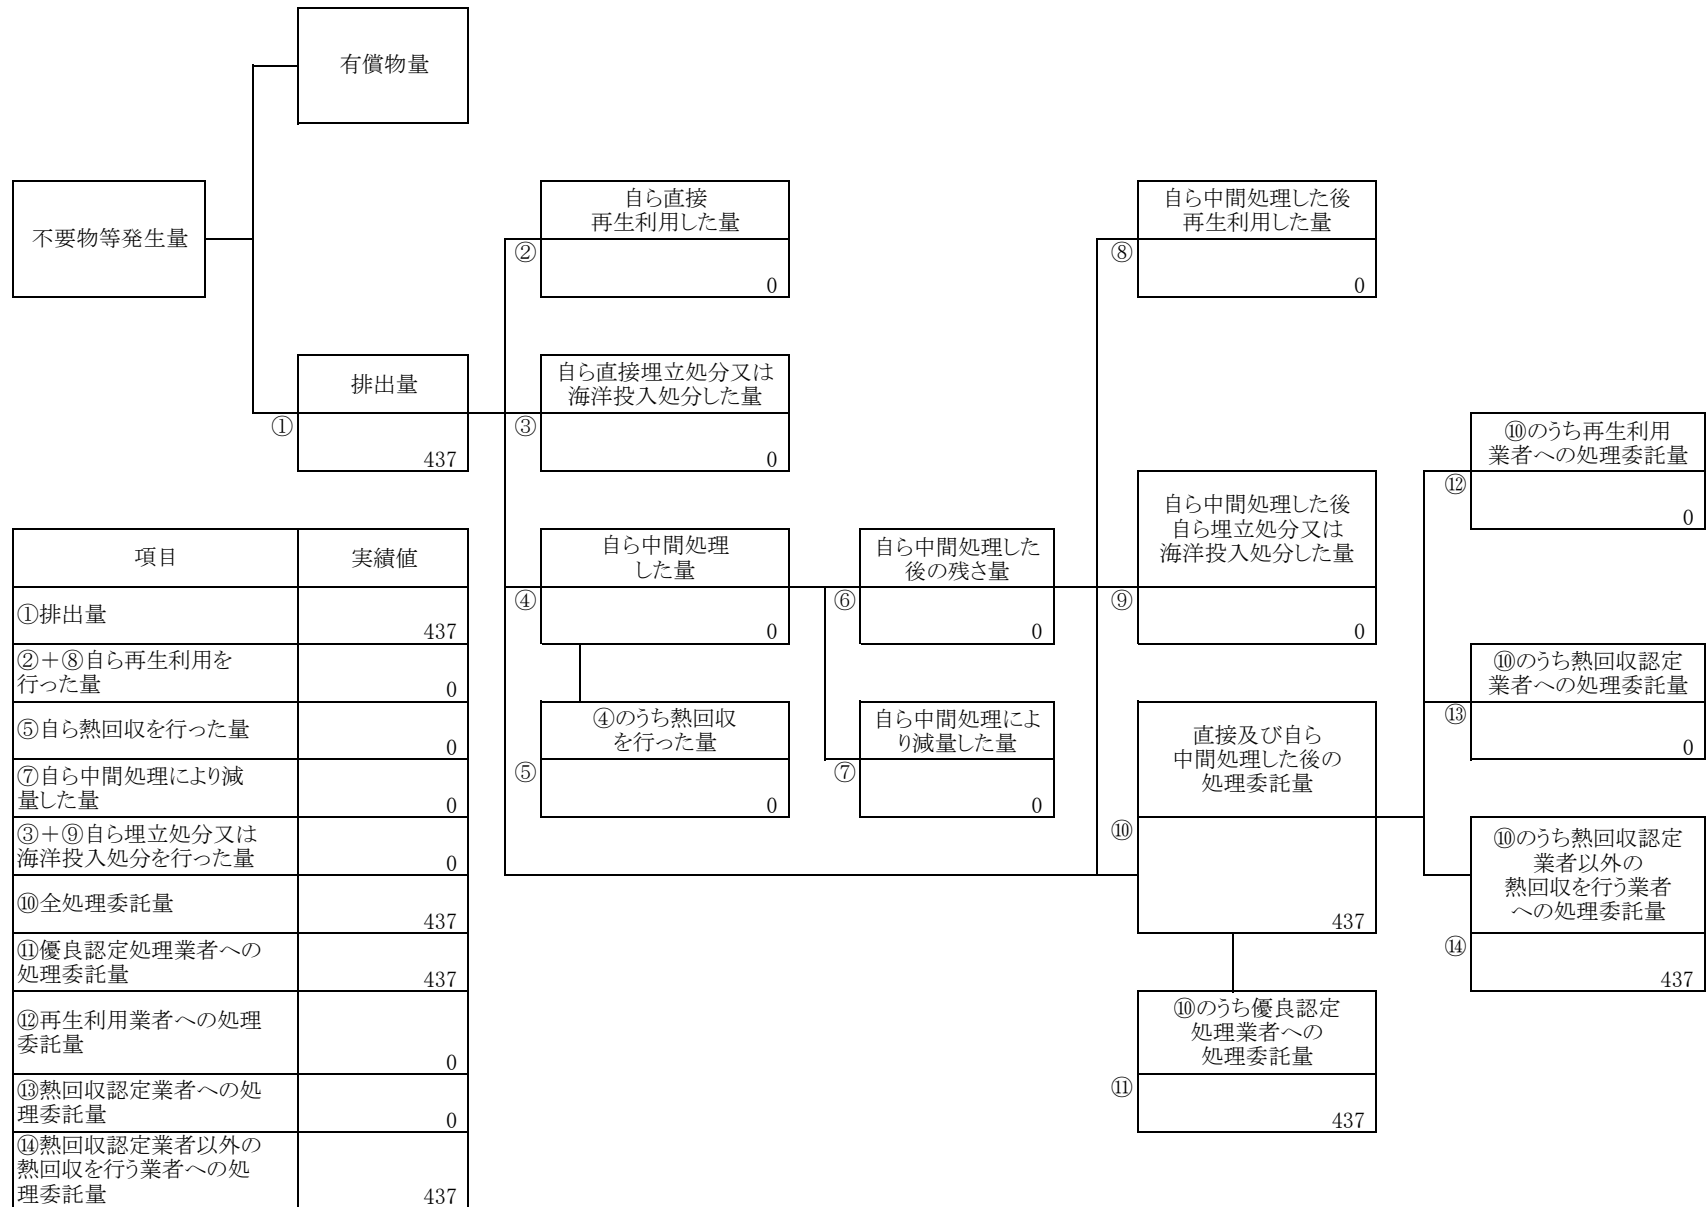 有償物量
不要物等発生量
自ら直接
再生利用した量
②
0
自ら中間処理した後
再生利用した量
⑧
0
排出量
①
437
自ら直接埋立処分又は
海洋投入処分した量
③
0
⑩のうち再生利用
業者への処理委託量
⑫
0
自ら中間処理
した量
④
0
自ら中間処理した
後の残さ量
⑥
0
自ら中間処理した後
自ら埋立処分又は
海洋投入処分した量
⑨
0
⑩のうち熱回収認定
業者への処理委託量
⑬
0
④のうち熱回収
を行った量
⑤
0
自ら中間処理によ
り減量した量
⑦
0
直接及び自ら
中間処理した後の
処理委託量
⑩
437
⑩のうち熱回収認定
業者以外の
熱回収を行う業者
への処理委託量
⑭
437
⑩のうち優良認定
処理業者への
処理委託量
⑪
437
項目 実績値
①排出量
437
②+⑧自ら再生利用を
行った量 0
⑤自ら熱回収を行った量
0
⑦自ら中間処理により減
量した量 0
③+⑨自ら埋立処分又は
海洋投入処分を行った量 0
⑩全処理委託量
437
⑪優良認定処理業者への
処理委託量 437
⑫再生利用業者への処理
委託量
0
⑬熱回収認定業者への処
理委託量 0
⑭熱回収認定業者以外の
熱回収を行う業者への処
理委託量 437